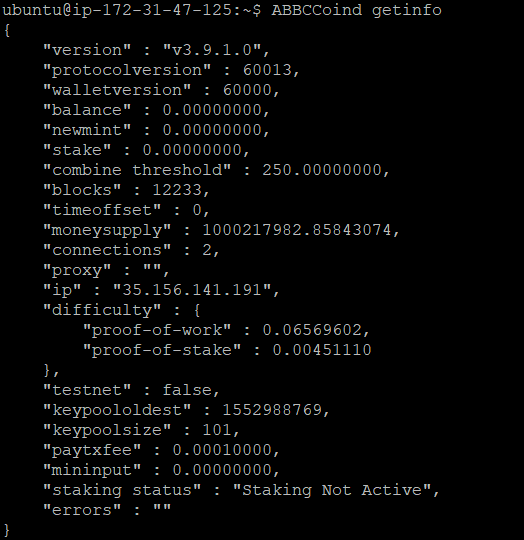 ubuntu@ip-172-31-47-125:~$ ABBCCoind getinfo
{
    "version" : "v3.9.1.0",
    "protocolversion" : 60013,
    "walletversion" : 60000,
    "balance" : 0.00000000,
    "newmint" : 0.00000000,
    "stake" : 0.00000000,
    "combine threshold" : 250.00000000,
    "blocks" : 12233,
    "timeoffset" : 0,
    "moneysupply" : 1000217982.85843074,
    "connections" : 2,
    "proxy" : "",
    "ip" : "35.156.141.191",
    "difficulty" : {
        "proof-of-work" : 0.06569602,
        "proof-of-stake" : 0.00451110
    },
    "testnet" : false,
    "keypoololdest" : 1552988769,
    "keypoolsize" : 101,
    "paytxfee" : 0.00010000,
    "mininput" : 0.00000000,
    "staking status" : "Staking Not Active",
    "errors" : ""
}